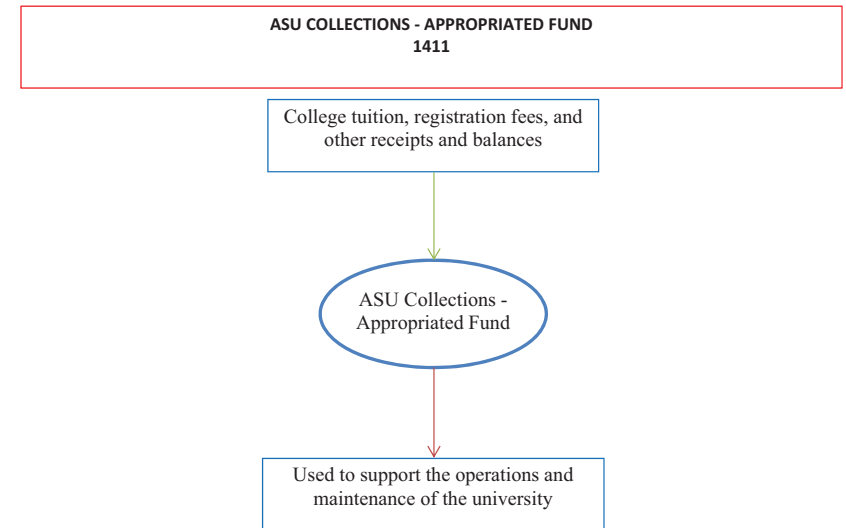 ASU COLLECTIONS - APPROPRIATED FUND
1411
College tuition, registration fees, and
other receipts and balances
ASU Collections -
Appropriated Fund
Used to support the operations and
maintenance of the university